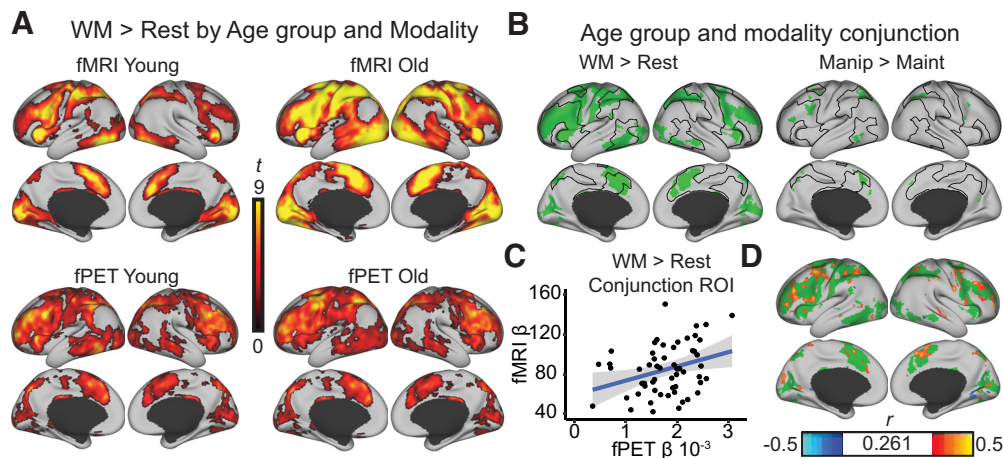 A
WM > Rest by Age group and Modality
fMRI Young
fMRI Old
t
9
0
fPET Young
fPET Old
B
Age group and modality conjunction
WM > Rest
Manip > Maint
C
WM > Rest
Conjunction ROI
fMRI β
160
120
80
40
0
1
2
3
fPET β 10⁻³
D
r
-0.5
0.261
0.5